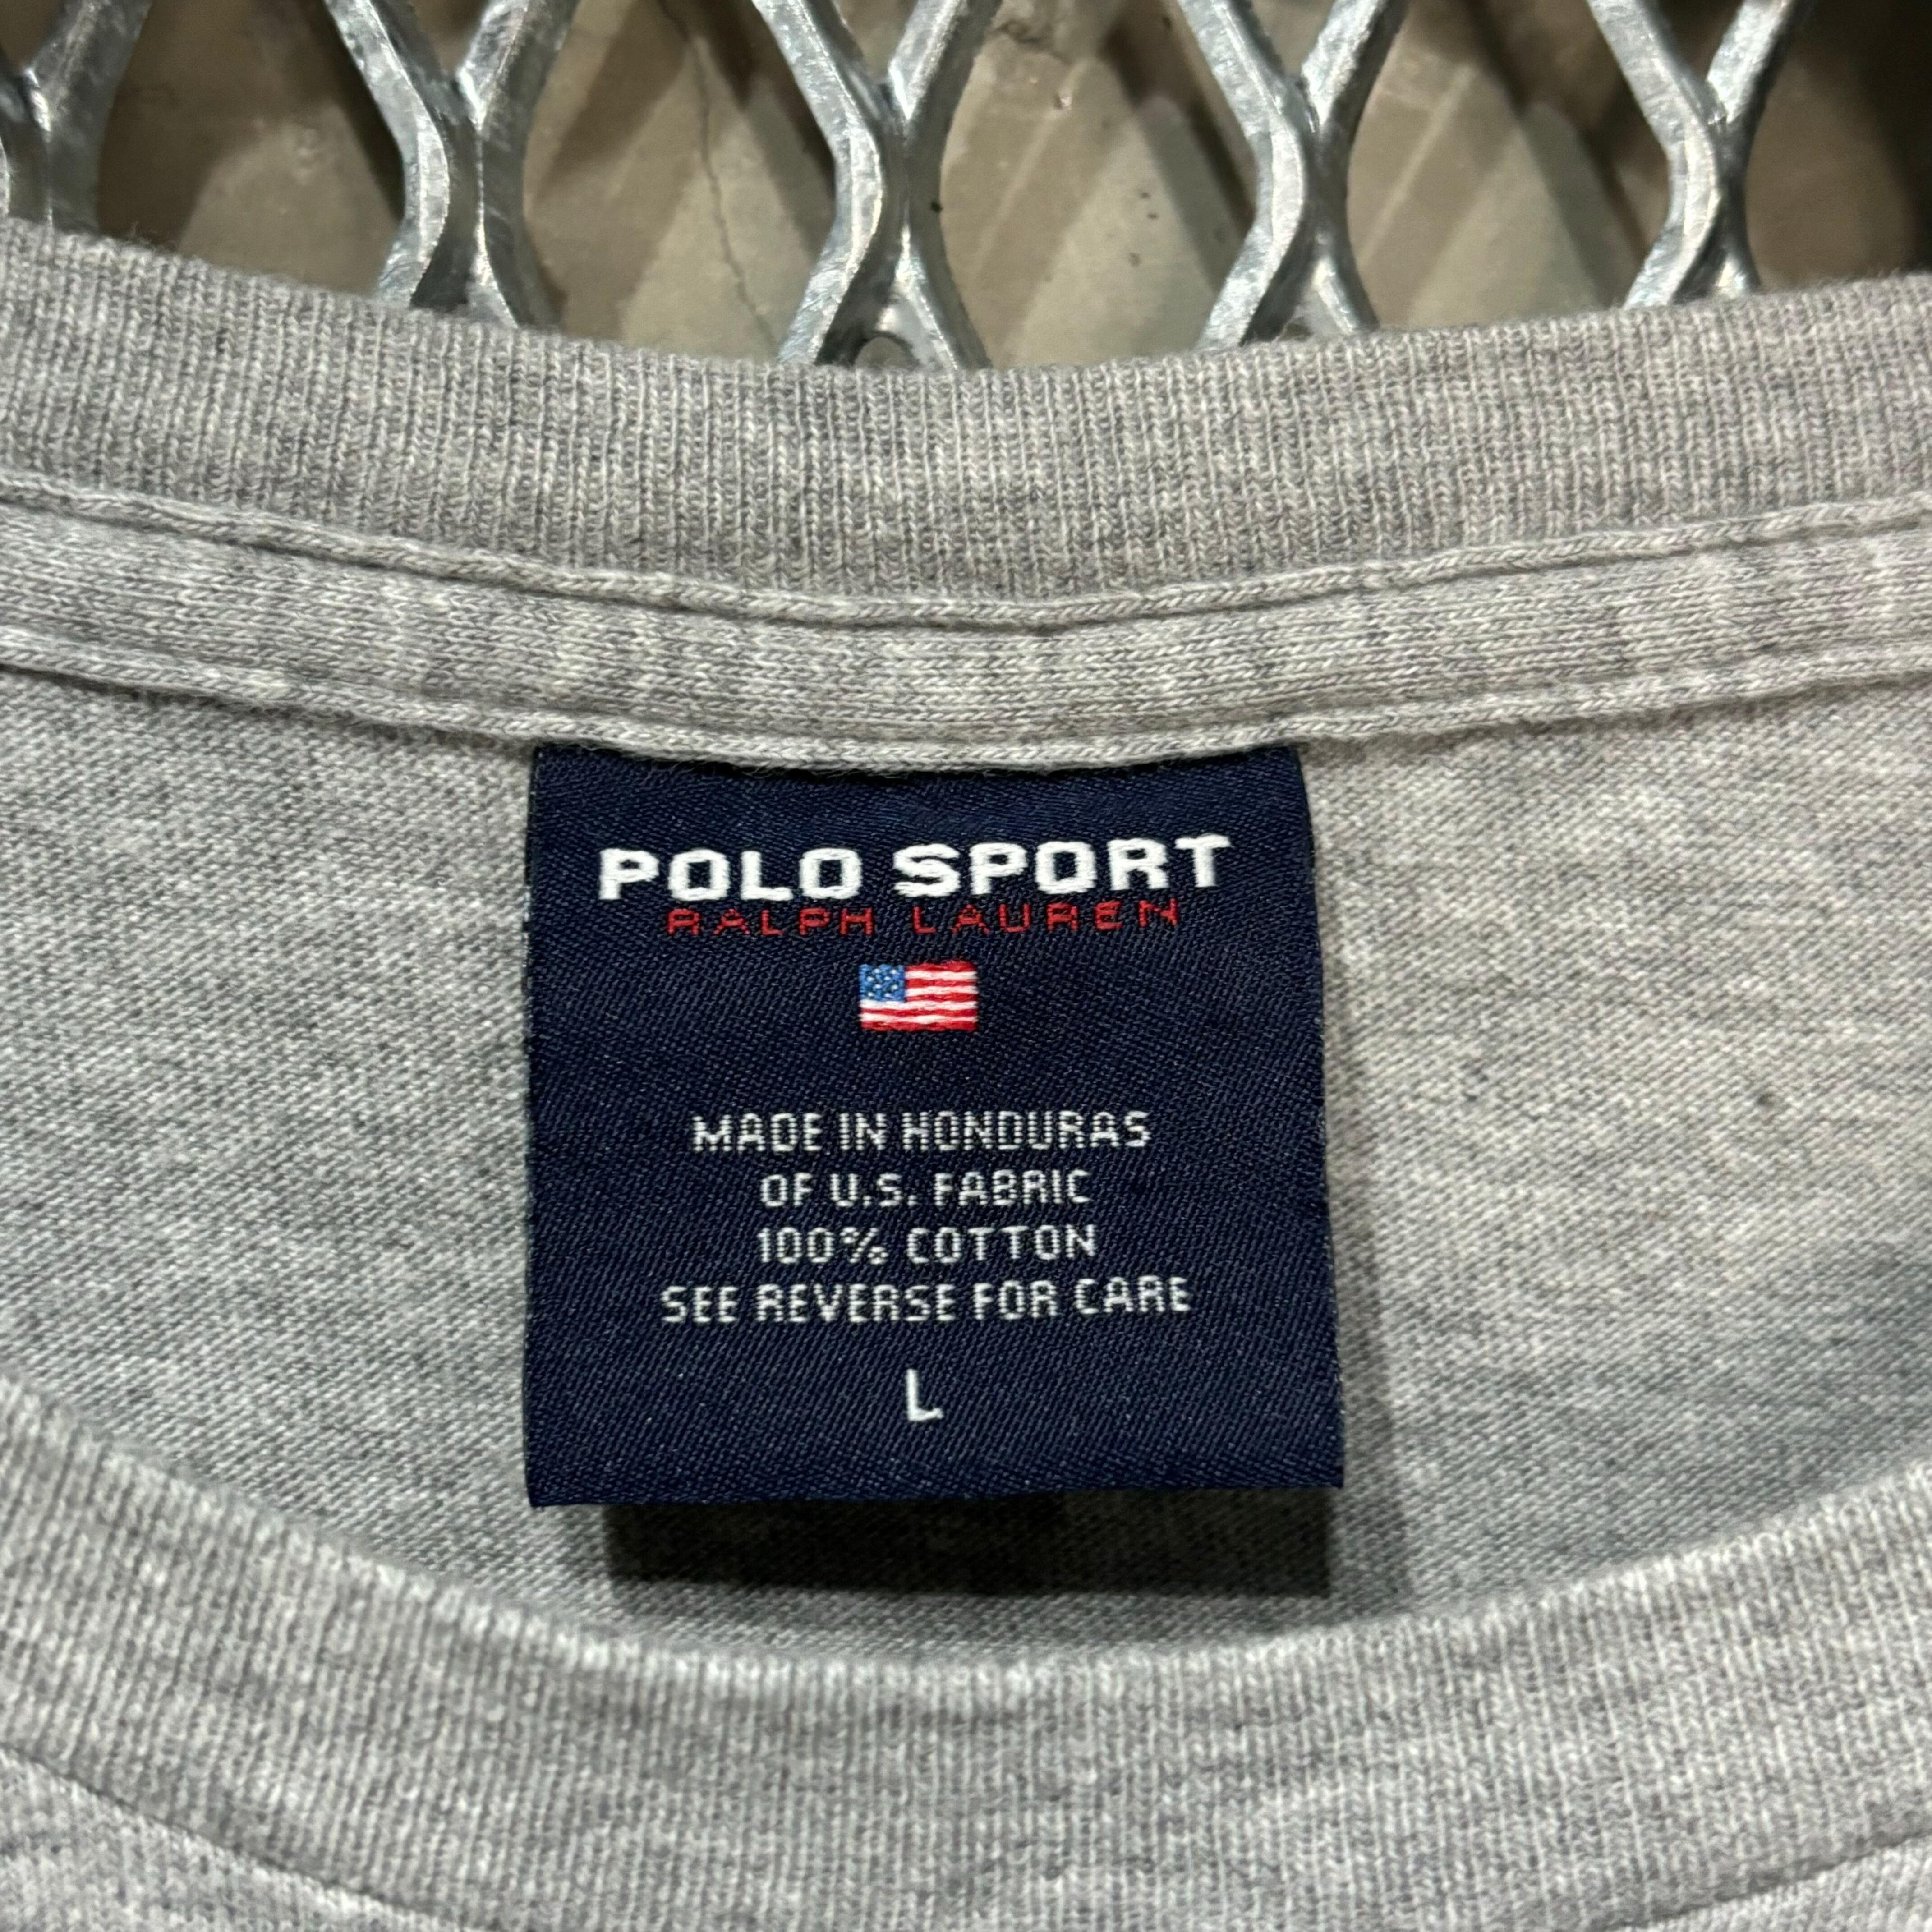 POLO SPORT
RALPH LAUREN
MADE IN HONDURAS
OF U.S. FABRIC
100% COTTON
SEE REVERSE FOR CARE
L